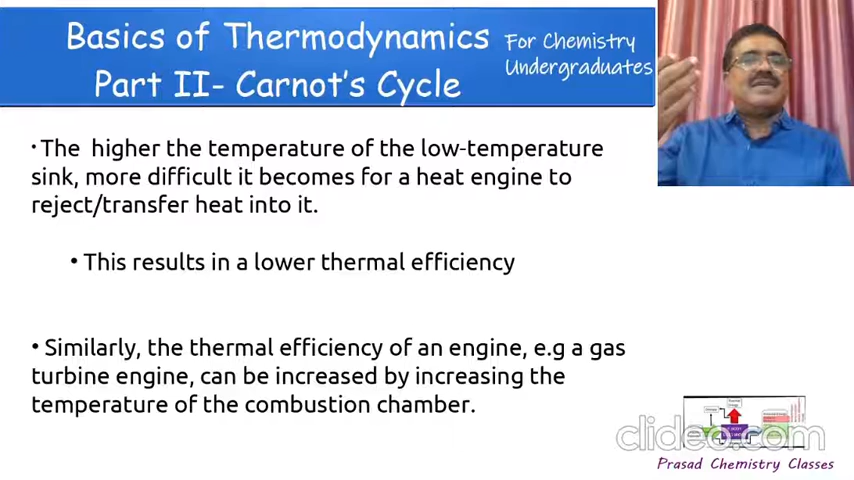 Basics of Thermodynamics
Part II- Carnot's Cycle
For Chemistry
Undergraduates
• The higher the temperature of the low-temperature
sink, more difficult it becomes for a heat engine to
reject/transfer heat into it.
• This results in a lower thermal efficiency
• Similarly, the thermal efficiency of an engine, e.g a gas
turbine engine, can be increased by increasing the
temperature of the combustion chamber.
clideo.com
Prasad Chemistry Classes